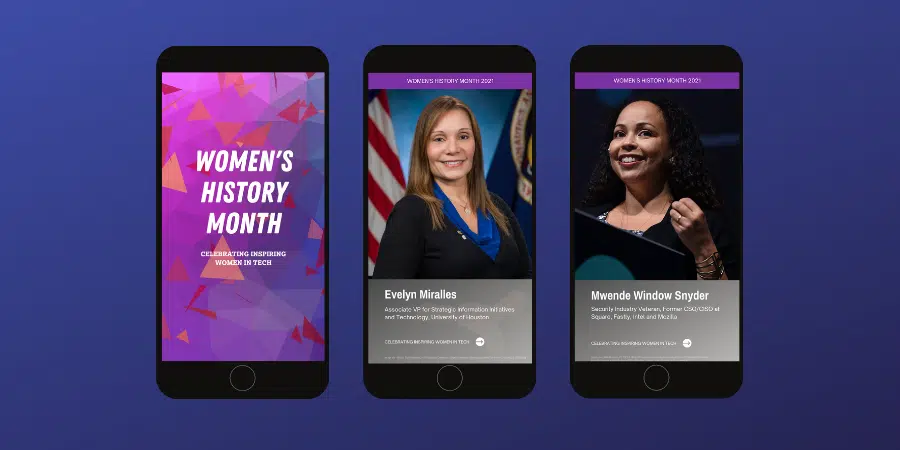 WOMEN'S
HISTORY
MONTH
CELEBRATING INSPIRING
WOMEN IN TECH
WOMEN'S HISTORY MONTH 2021
Evelyn Miralles
Associate VP for Strategic Information Initiatives
and Technology, University of Houston
CELEBRATING INSPIRING WOMEN IN TECH
WOMEN'S HISTORY MONTH 2021
Mwende Window Snyder
Security Industry Veteran, Former CSO/CISO at
Square, Fastly, Intel and Mozilla
CELEBRATING INSPIRING WOMEN IN TECH